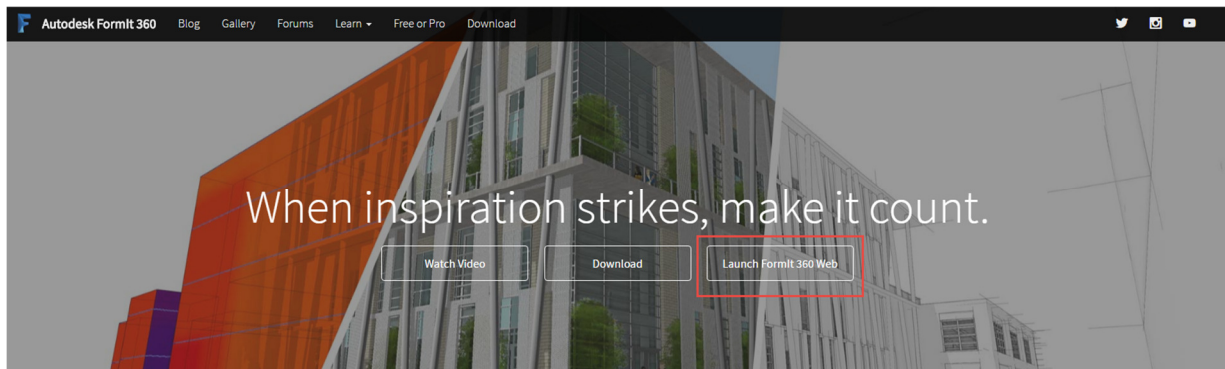 Autodesk FormIt 360 Blog Gallery Forums Learn Free or Pro Download
When inspiration strikes, make it count.
Watch Video Download Launch FormIt 360 Web